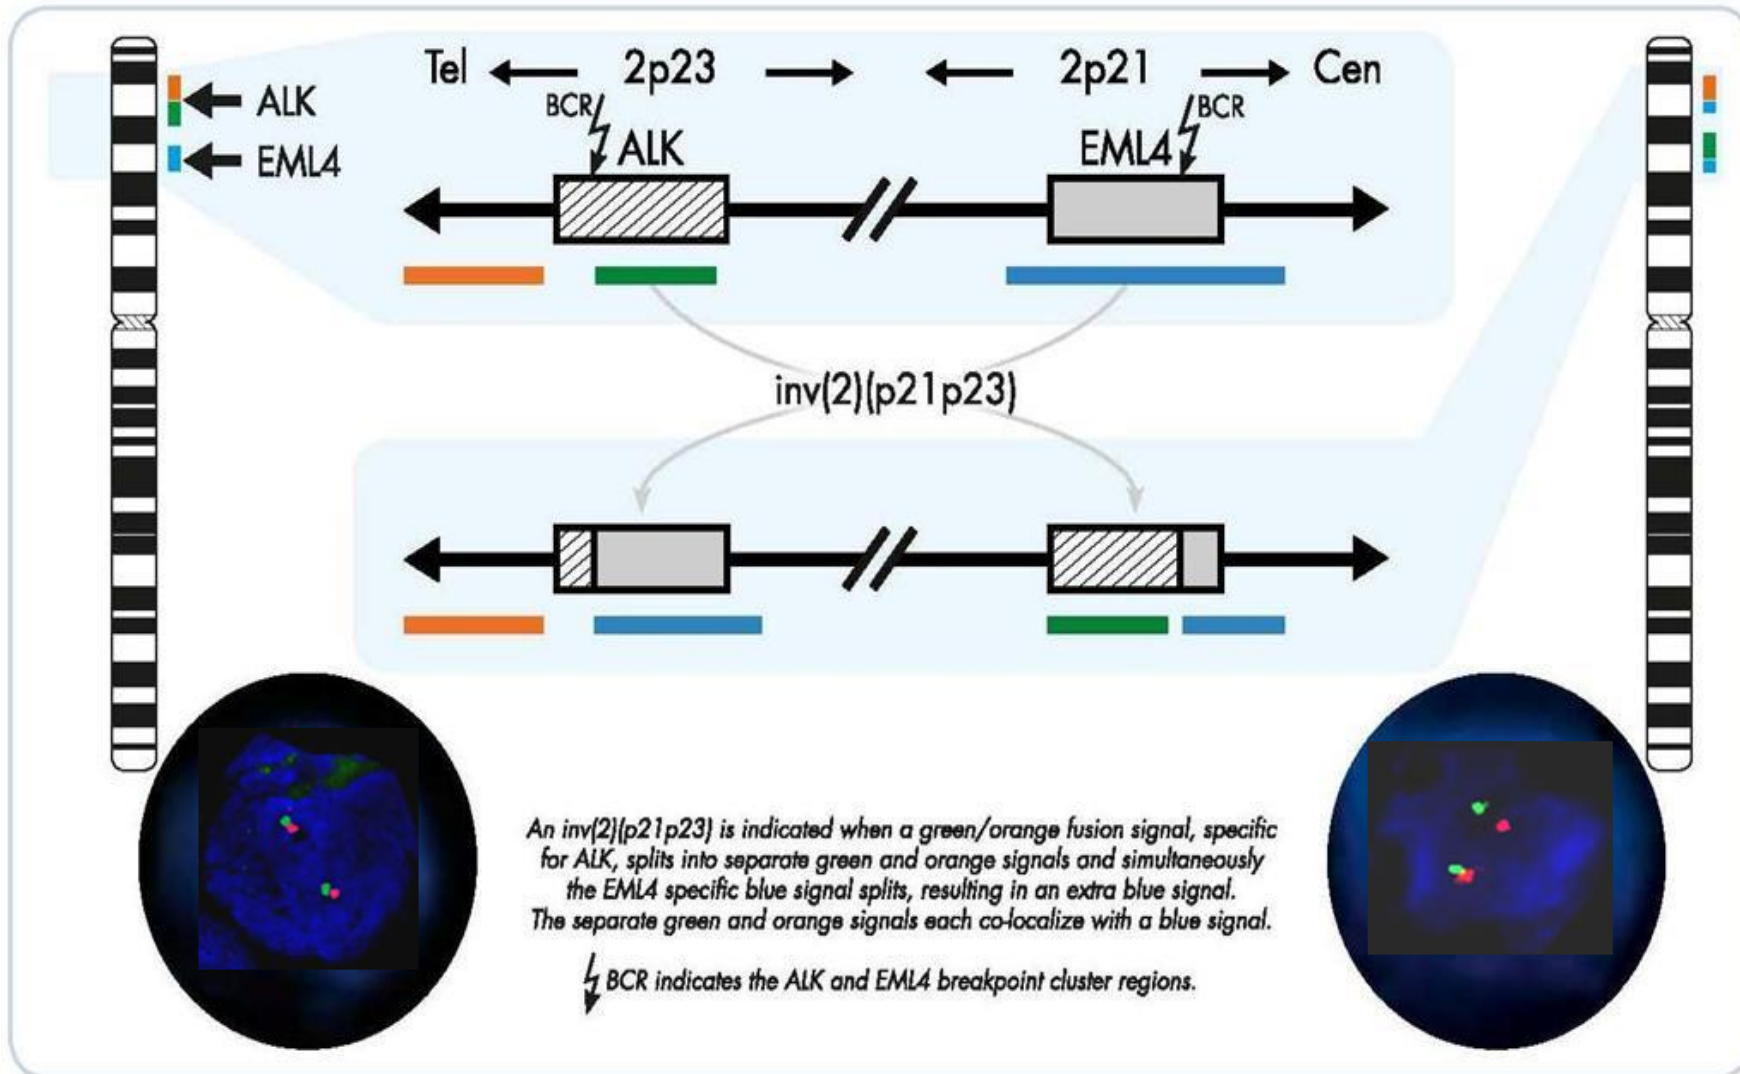 Tel 2p23 2p21 Cen
BCR BCR
ALK ALK EML4
EML4
inv(2)(p21p23)
An inv(2)(p21p23) is indicated when a green/orange fusion signal, specific
for ALK, splits into separate green and orange signals and simultaneously
the EML4 specific blue signal splits, resulting in an extra blue signal.
The separate green and orange signals each co-localize with a blue signal.
BCR indicates the ALK and EML4 breakpoint cluster regions.